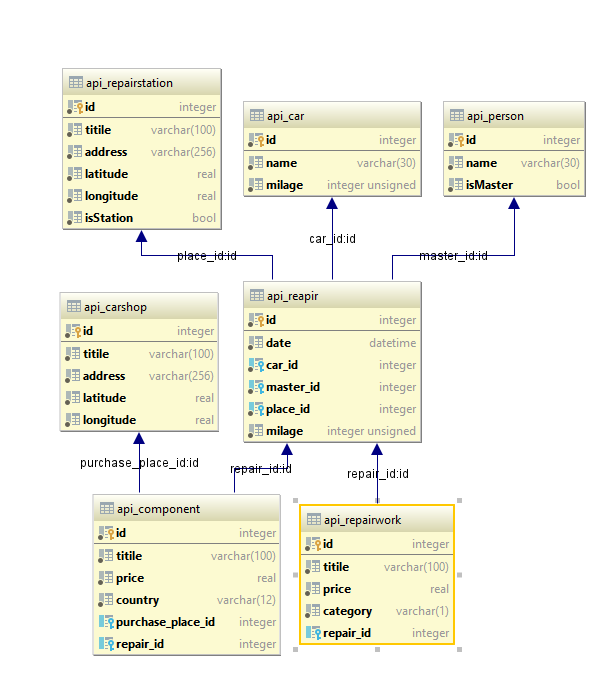 api_repairstation
id integer
titile varchar(100)
address varchar(256)
latitude real
longitude real
isStation bool
api_car
id integer
name varchar(30)
milage integer unsigned
api_person
id integer
name varchar(30)
isMaster bool
place_id:id
car_id:id
master_id:id
api_carshop
id integer
titile varchar(100)
address varchar(256)
latitude real
longitude real
api_reapir
id integer
date datetime
car_id integer
master_id integer
place_id integer
milage integer unsigned
purchase_place_id:id
repair_id:id
repair_id:id
api_component
id integer
titile varchar(100)
price real
country varchar(12)
purchase_place_id integer
repair_id integer
api_repairwork
id integer
titile varchar(100)
price real
category varchar(1)
repair_id integer